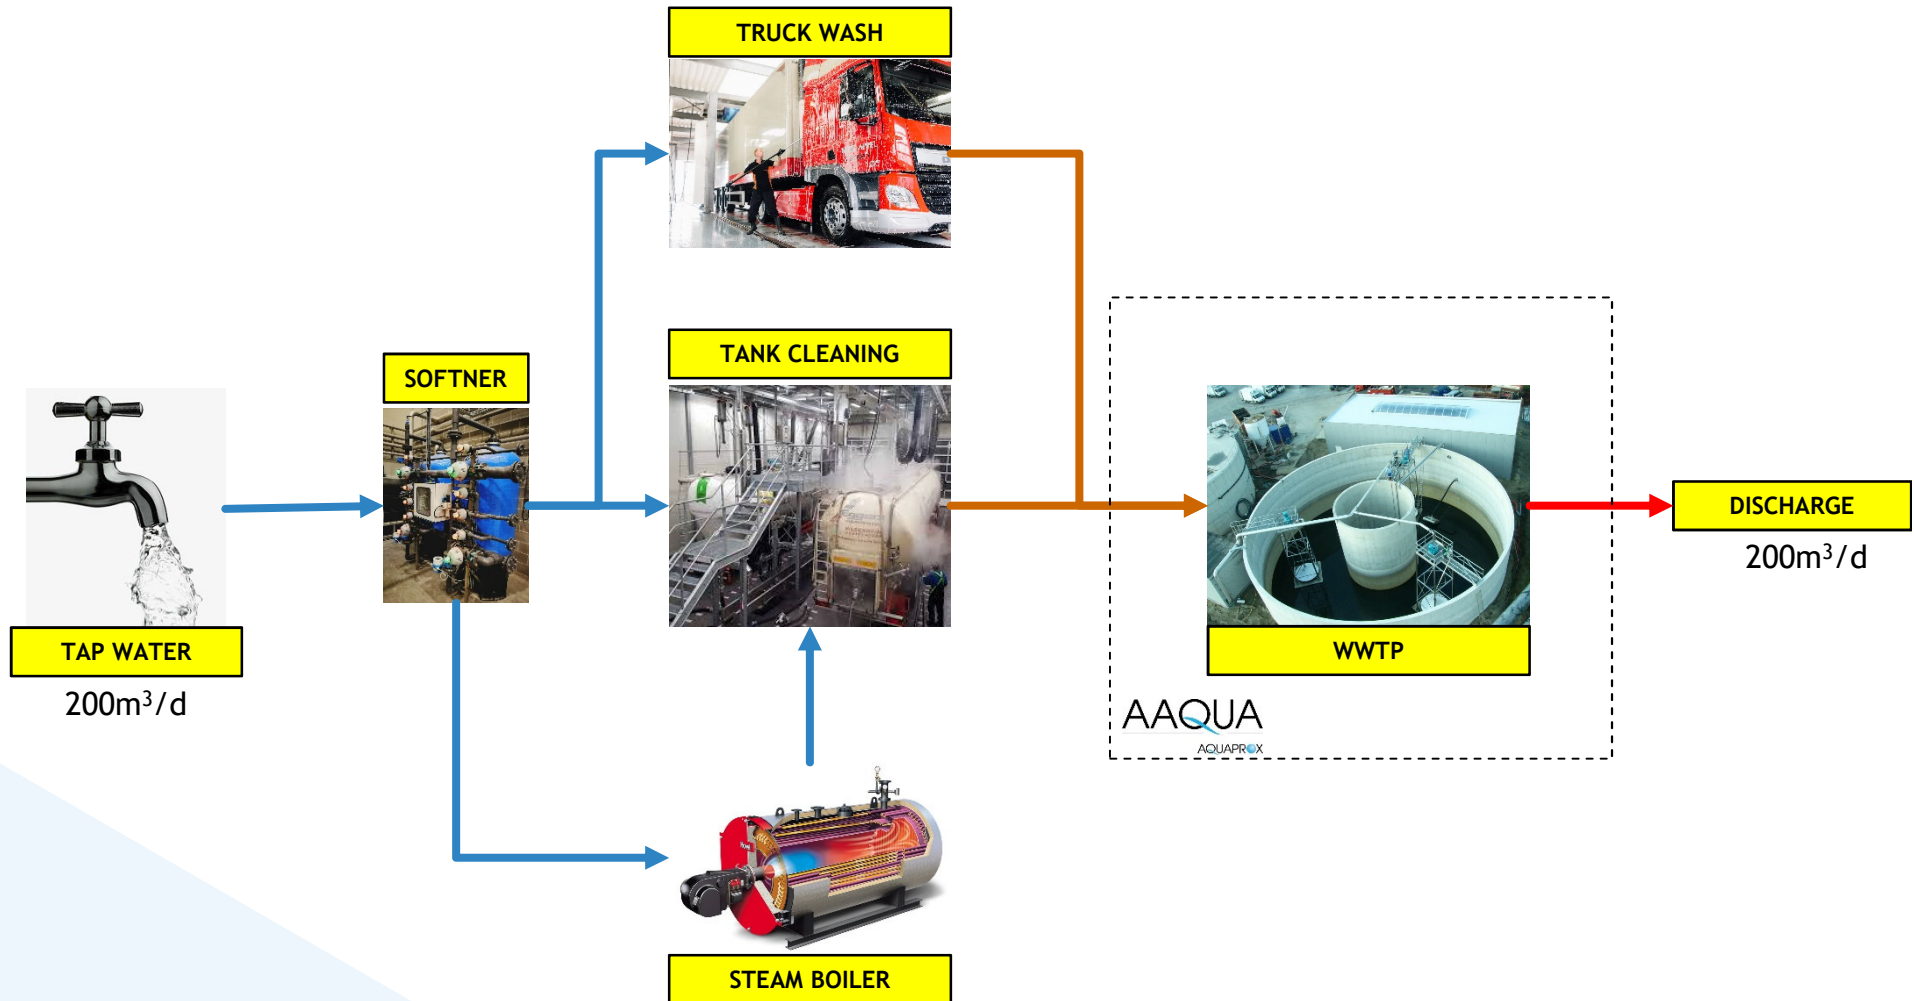 TRUCK WASH
TANK CLEANING
SOFTNER
TAP WATER
200m³/d
WWTP
DISCHARGE
200m³/d
AAQUA
AQUAPROX
STEAM BOILER